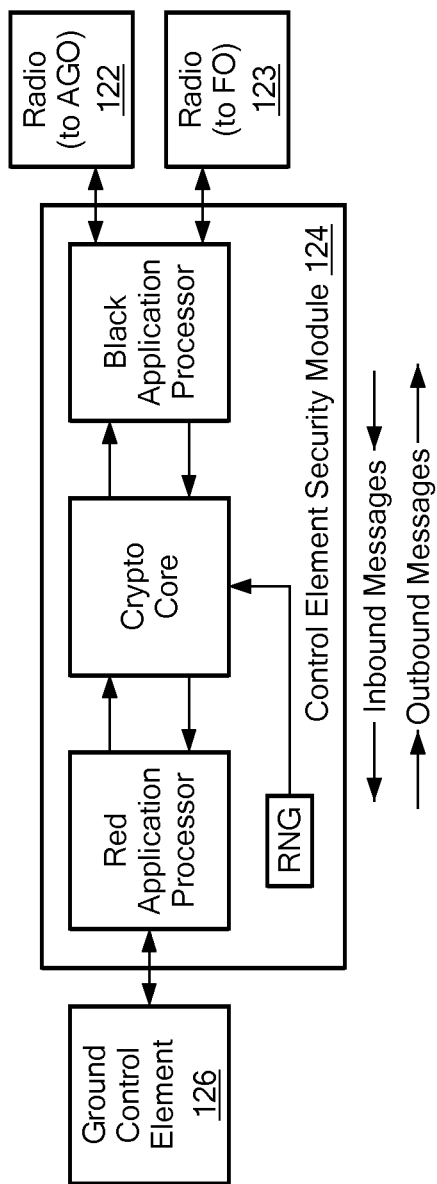 Ground
Control
Element
126
Red
Application
Processor
Crypto
Core
Black
Application
Processor
RNG
Control Element Security Module 124
Radio
(to AGO)
122
Radio
(to FO)
123
Inbound Messages
Outbound Messages